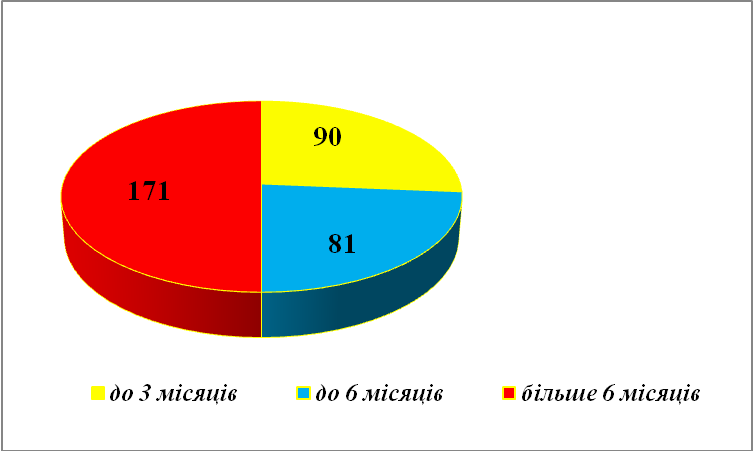 90
171
81
до 3 місяців
до 6 місяців
більше 6 місяців